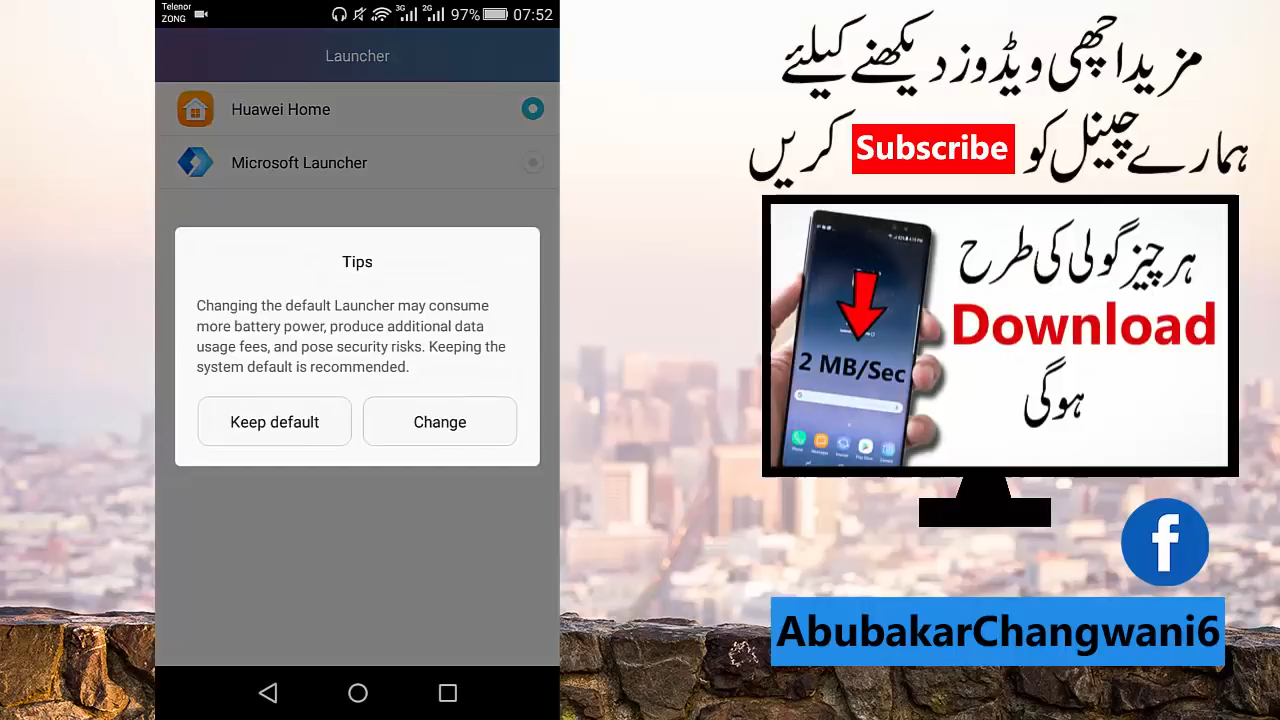 Telenor
ZONG
3G
2G
97%
07:52
Launcher
Huawei Home
Microsoft Launcher
Tips
Changing the default Launcher may consume
more battery power, produce additional data
usage fees, and pose security risks. Keeping the
system default is recommended.
Keep default
Change
مزید اچھی ویڈوز دیکھنے کیلئے
ہمارے چینل کو Subscribe کریں
ہر چیز گولی کی طرح
Download
ہوگی
2 MB/Sec
f
AbubakarChangwani6